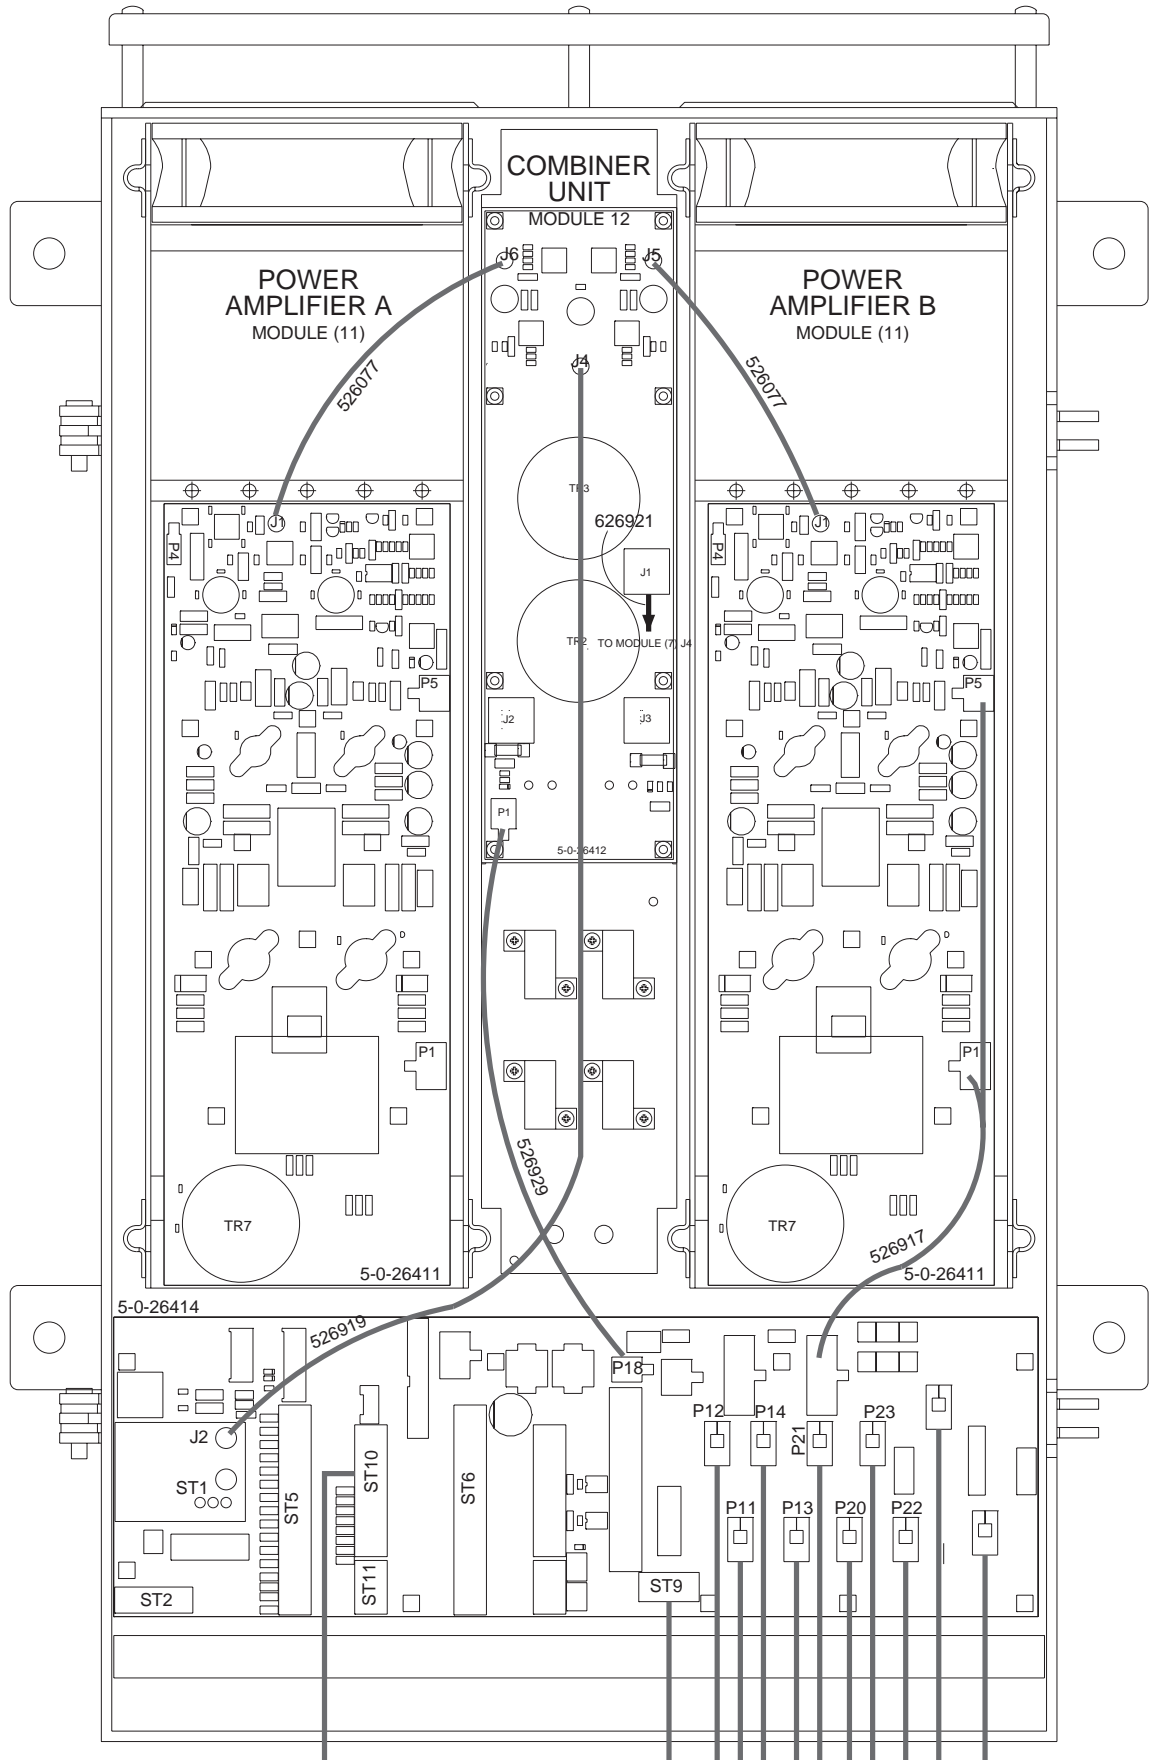 COMBINER
UNIT
MODULE 12
J6
J5
POWER
AMPLIFIER A
MODULE (11)
POWER
AMPLIFIER B
MODULE (11)
J4
526077
526077
TR3
626921
J1
P4
J1
P4
J1
TR2
TO MODULE (7) J4
P5
P5
J2
J3
P1
5-0-26412
P1
P1
526929
TR7
TR7
526917
5-0-26411
5-0-26411
5-0-26414
526919
P18
J2
P12
P14
P21
P23
ST1
ST5
ST10
ST6
P11
P13
P20
P22
ST2
ST11
ST9